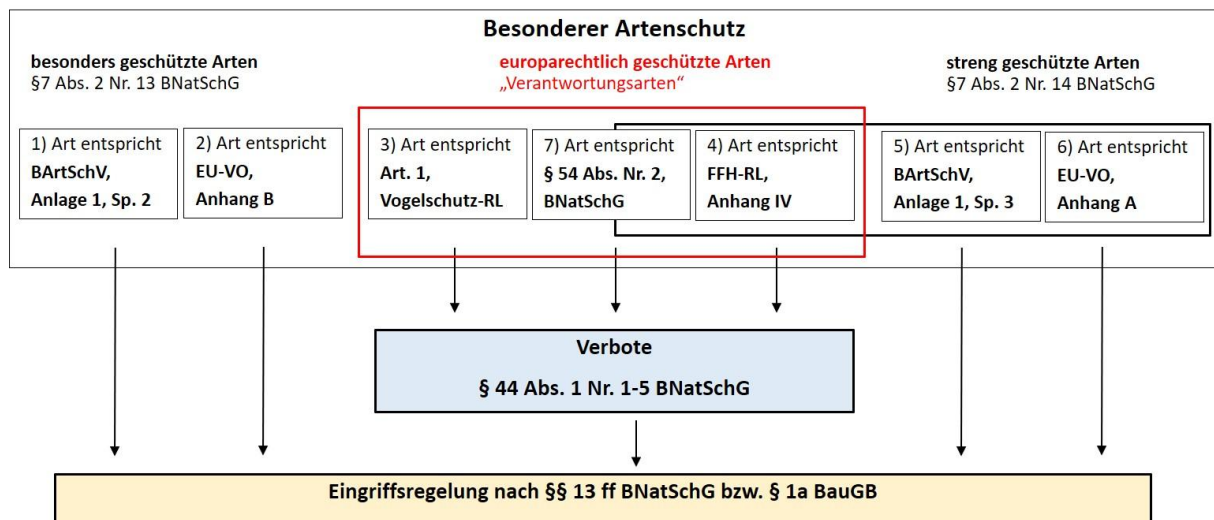 Besonderer Artenschutz
besonders geschützte Arten
§7 Abs. 2 Nr. 13 BNatSchG
europarechtlich geschützte Arten
„Verantwortungsarten“
streng geschützte Arten
§7 Abs. 2 Nr. 14 BNatSchG
1) Art entspricht
BArtSchV,
Anlage 1, Sp. 2
2) Art entspricht
EU-VO,
Anhang B
3) Art entspricht
Art. 1,
Vogelschutz-RL
7) Art entspricht
§ 54 Abs. Nr. 2,
BNatSchG
4) Art entspricht
FFH-RL,
Anhang IV
5) Art entspricht
BArtSchV,
Anlage 1, Sp. 3
6) Art entspricht
EU-VO,
Anhang A
Verbote
§ 44 Abs. 1 Nr. 1-5 BNatSchG
Eingriffsregelung nach §§ 13 ff BNatSchG bzw. § 1a BauGB